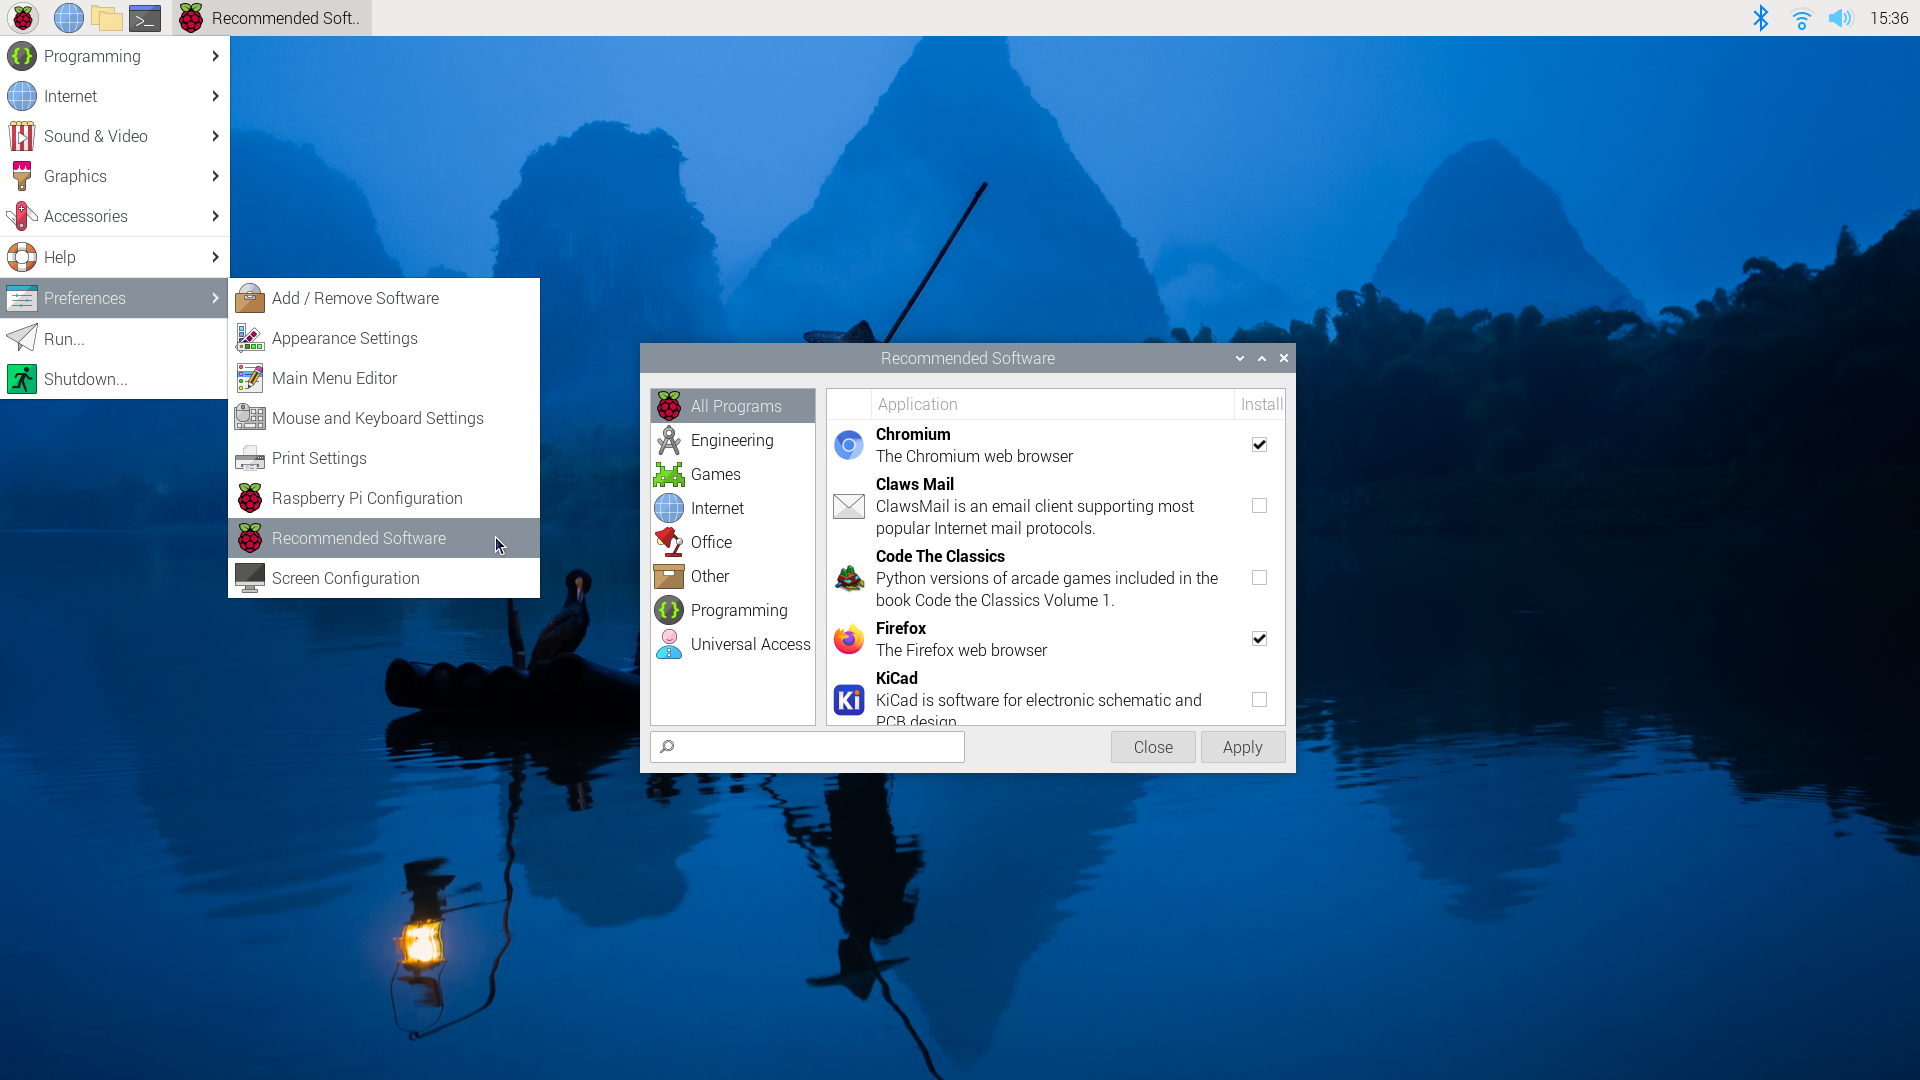 Recommended Soft..
15:36
Programming
Internet
Sound & Video
Graphics
Accessories
Help
Preferences
Run...
Shutdown...
Add / Remove Software
Appearance Settings
Main Menu Editor
Mouse and Keyboard Settings
Print Settings
Raspberry Pi Configuration
Recommended Software
Screen Configuration
Recommended Software
All Programs
Engineering
Games
Internet
Office
Other
Programming
Universal Access
Application Install
Chromium
The Chromium web browser
Claws Mail
ClawsMail is an email client supporting most
popular Internet mail protocols.
Code The Classics
Python versions of arcade games included in the
book Code the Classics Volume 1.
Firefox
The Firefox web browser
Ki
KiCad
KiCad is software for electronic schematic and
PCB design
Close
Apply